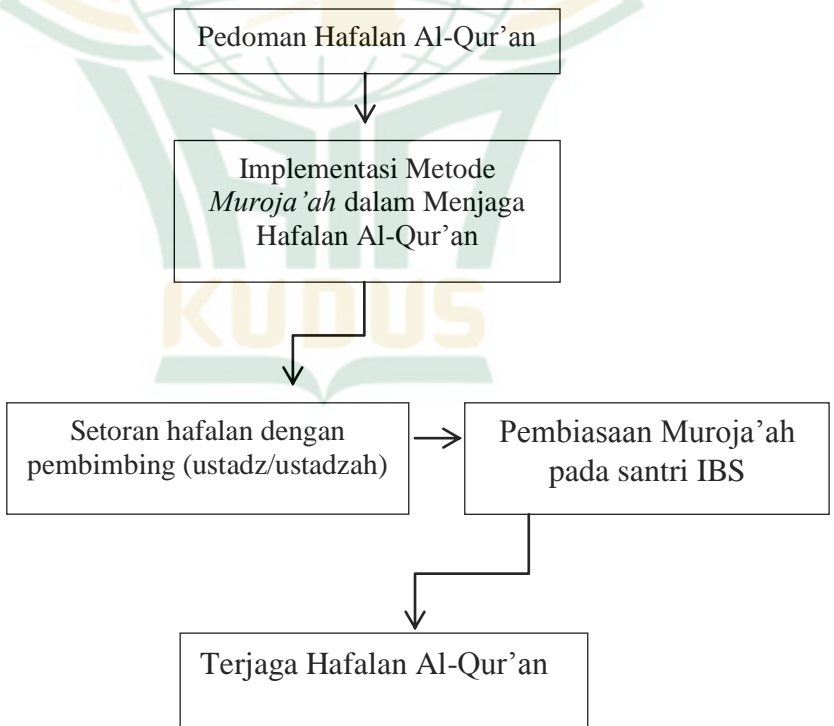 Pedoman Hafalan Al-Qur’an
Implementasi Metode
Muroja’ah dalam Menjaga
Hafalan Al-Qur’an
KUDUS
Setoran hafalan dengan
pembimbing (ustadz/ustadzah)
Pembiasaan Muroja’ah
pada santri IBS
Terjaga Hafalan Al-Qur’an